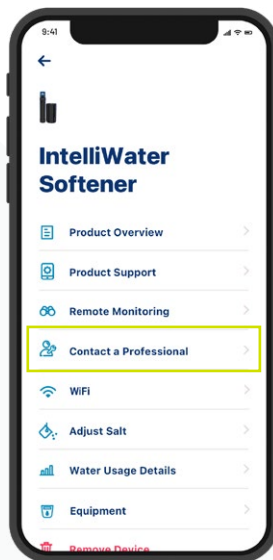 9:41
IntelliWater
Softener
Product Overview
Product Support
Remote Monitoring
Contact a Professional
WiFi
Adjust Salt
Water Usage Details
Equipment
Remove Device